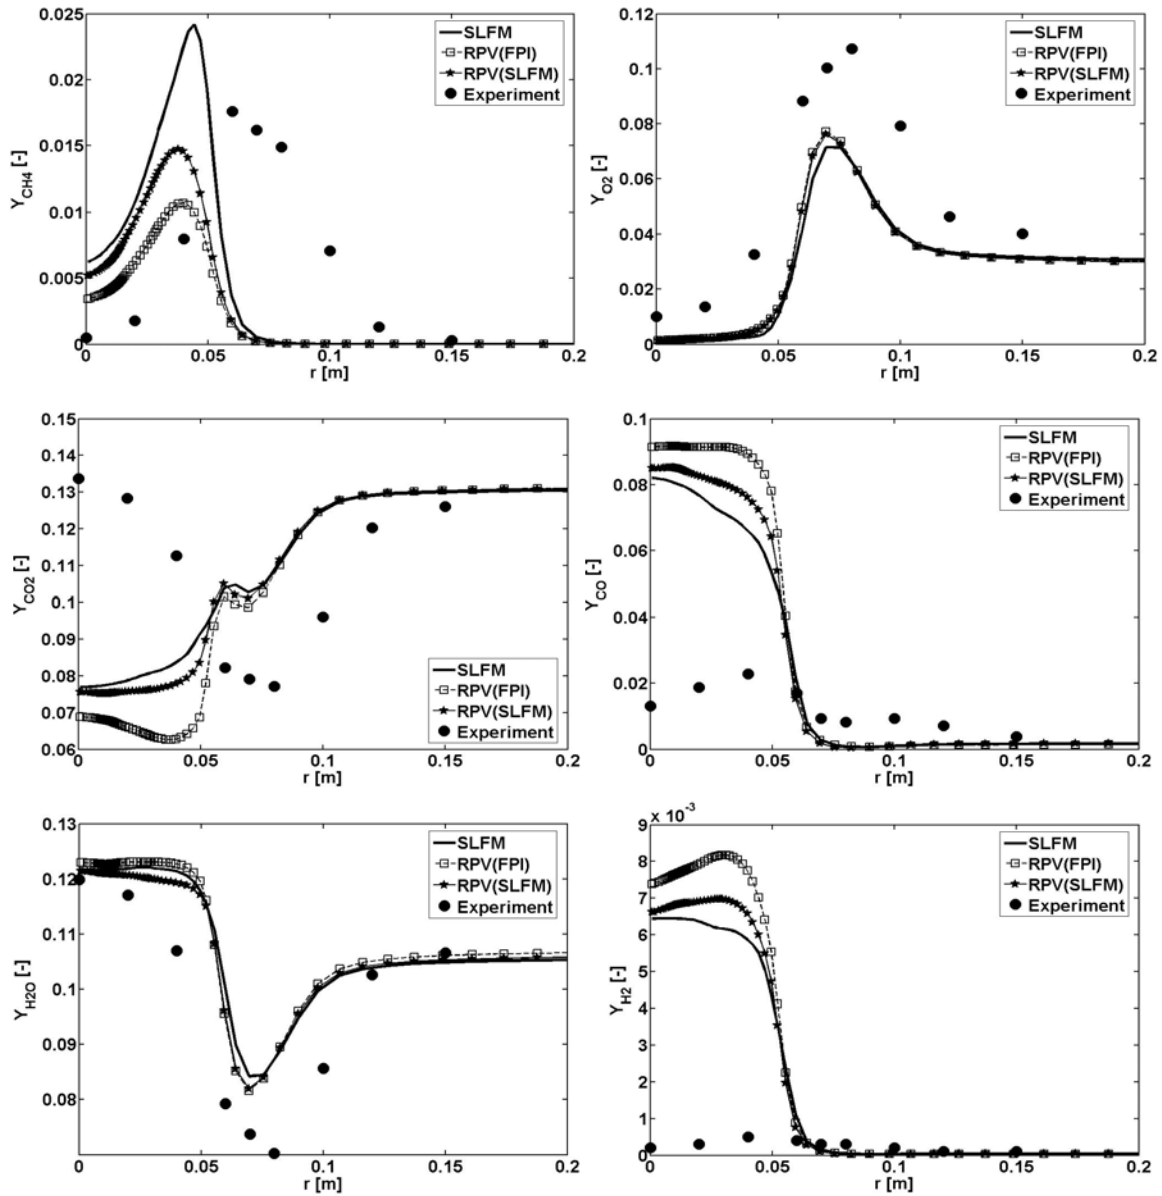 0.025
0.02
0.015
0.01
0.005
0
Y_CH4 [-]
SLFM
RPV(FPI)
RPV(SLFM)
Experiment
0 0.05 0.1 0.15 0.2
r [m]
0.12
0.1
0.08
0.06
0.04
0.02
0
Y_O2 [-]
SLFM
RPV(FPI)
RPV(SLFM)
Experiment
0 0.05 0.1 0.15 0.2
r [m]
0.15
0.14
0.13
0.12
0.11
0.1
0.09
0.08
0.07
0.06
Y_CO2 [-]
SLFM
RPV(FPI)
RPV(SLFM)
Experiment
0 0.05 0.1 0.15 0.2
r [m]
0.1
0.08
0.06
0.04
0.02
0
Y_CO [-]
SLFM
RPV(FPI)
RPV(SLFM)
Experiment
0 0.05 0.1 0.15 0.2
r [m]
0.13
0.12
0.11
0.1
0.09
0.08
Y_H2O [-]
SLFM
RPV(FPI)
RPV(SLFM)
Experiment
0 0.05 0.1 0.15 0.2
r [m]
x 10^-3
9
8
7
6
5
4
3
2
1
0
Y_H2 [-]
SLFM
RPV(FPI)
RPV(SLFM)
Experiment
0 0.05 0.1 0.15 0.2
r [m]